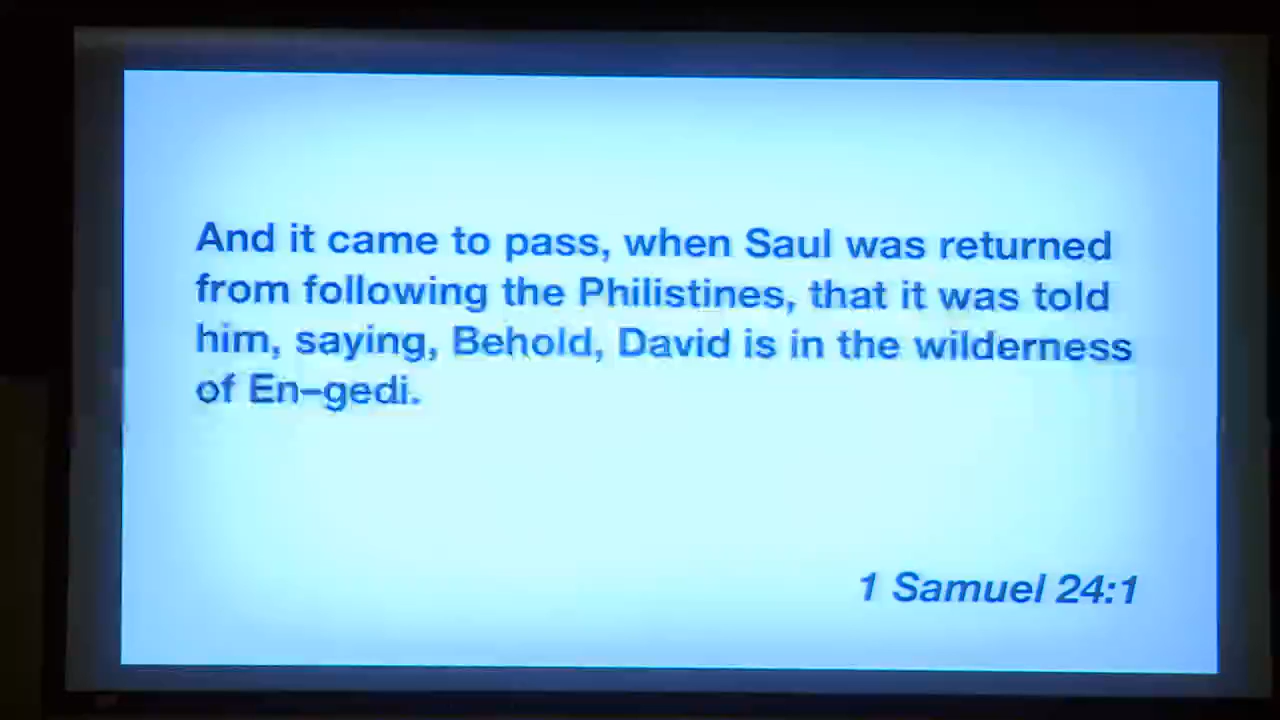 And it came to pass, when Saul was returned
from following the Philistines, that it was told
him, saying, Behold, David is in the wilderness
of En–gedi.
1 Samuel 24:1